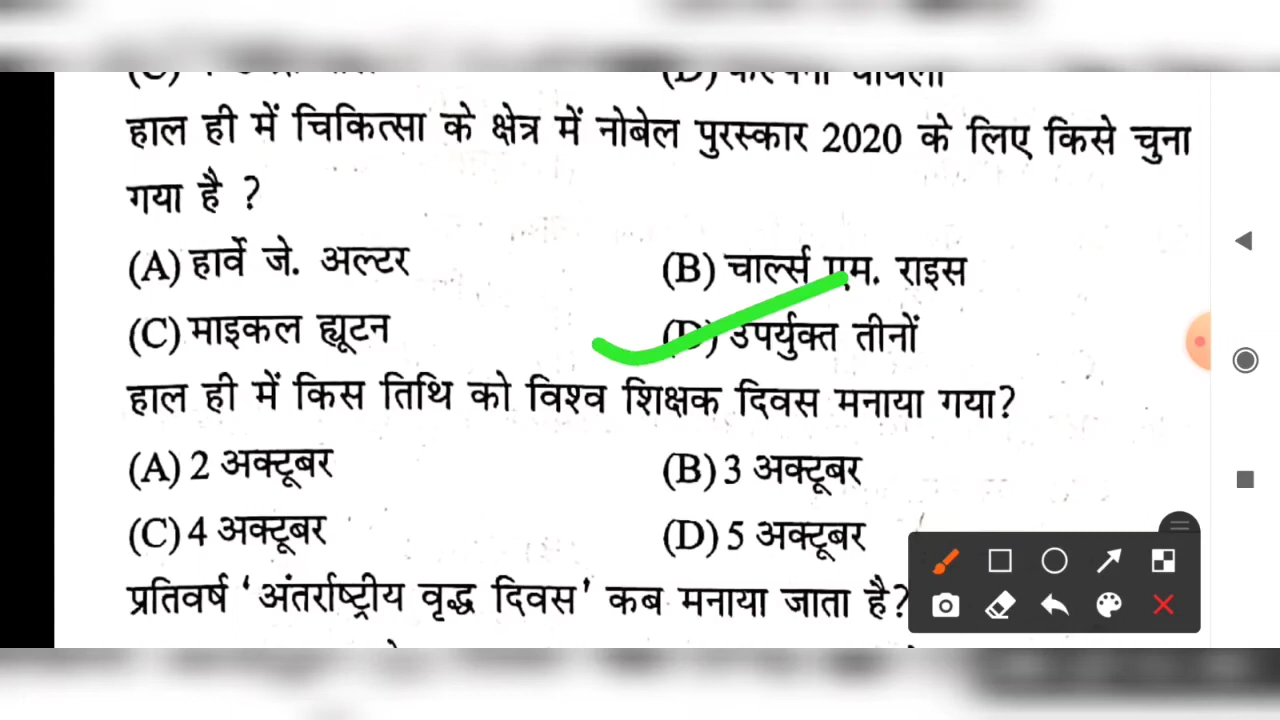 हाल ही में चिकित्सा के क्षेत्र में नोबेल पुरस्कार 2020 के लिए किसे चुना
गया है ?
(A) हार्वे जे. अल्टर (B) चार्ल्स एम. राइस
(C) माइकल ह्यूटन (D) उपर्युक्त तीनों
हाल ही में किस तिथि को विश्व शिक्षक दिवस मनाया गया?
(A) 2 अक्टूबर (B) 3 अक्टूबर
(C) 4 अक्टूबर (D) 5 अक्टूबर
प्रतिवर्ष ‘अंतर्राष्ट्रीय वृद्ध दिवस’ कब मनाया जाता है?